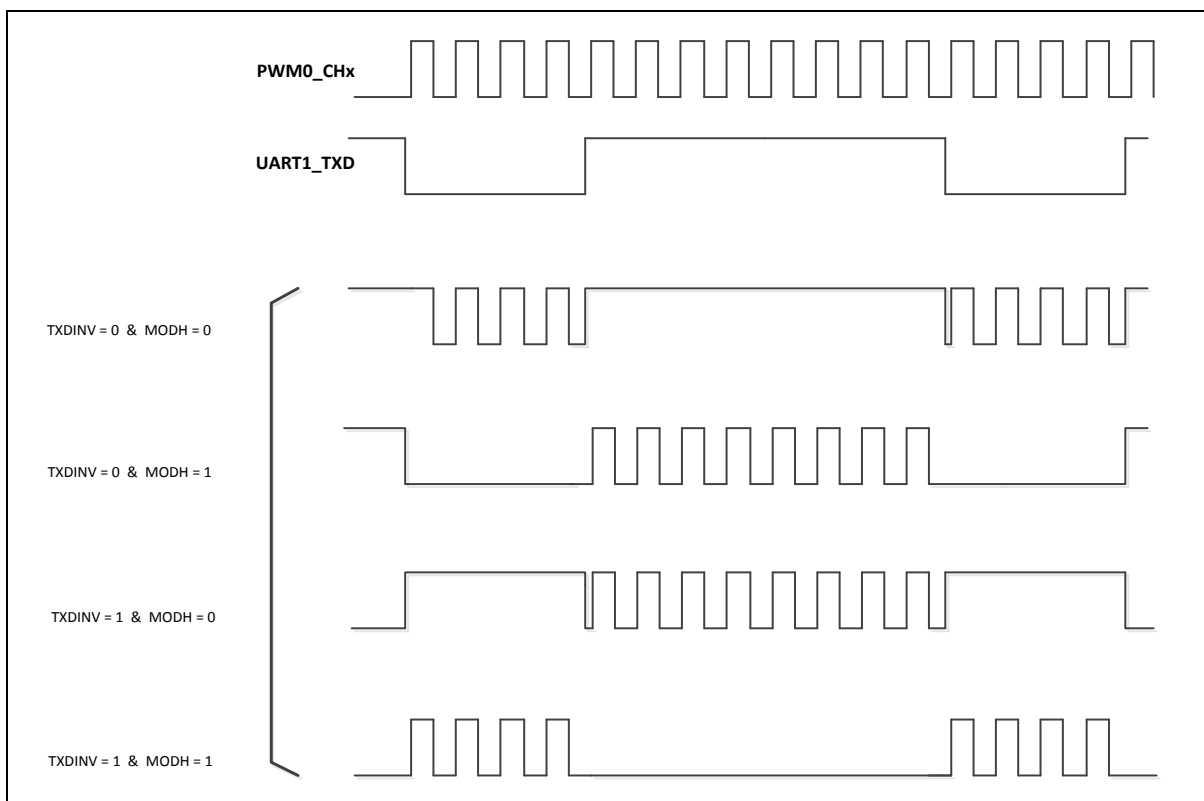 PWM0_CHx
UART1_TXD
TXDINV = 0 & MODH = 0
TXDINV = 0 & MODH = 1
TXDINV = 1 & MODH = 0
TXDINV = 1 & MODH = 1